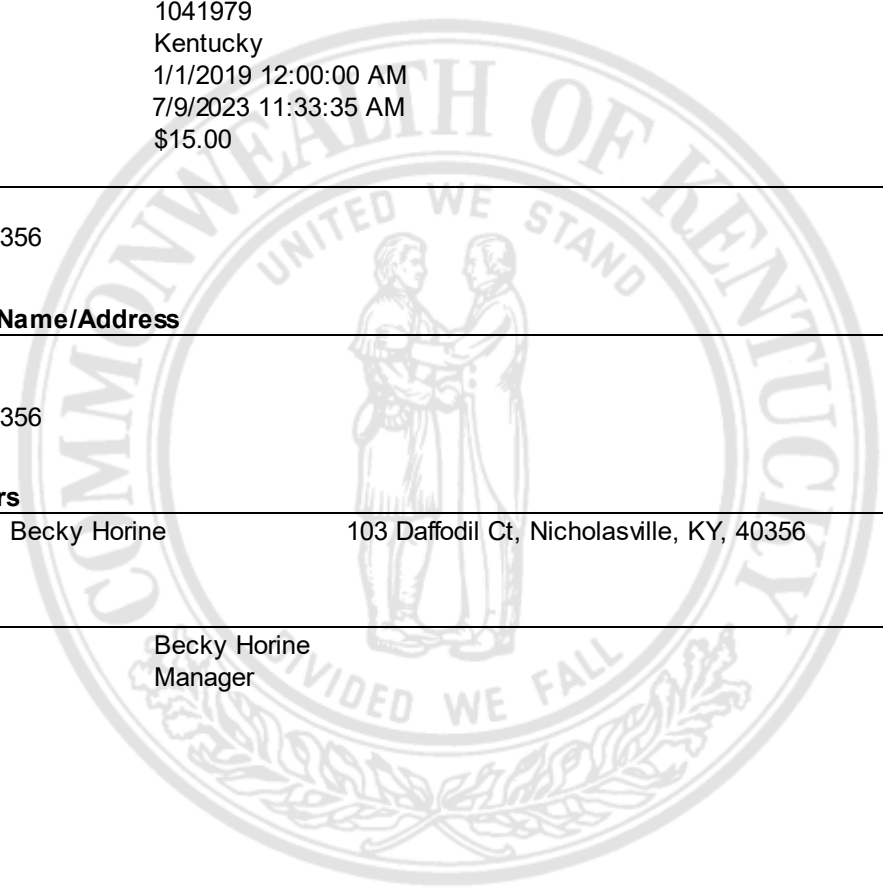 1041979
Kentucky
1/1/2019 12:00:00 AM
7/9/2023 11:33:35 AM
$15.00
COMMONWEALTH OF KENTUCKY
UNITED WE STAND
356
Name/Address
356
rs
Becky Horine 103 Daffodil Ct, Nicholasville, KY, 40356
Becky Horine
Manager
DIVIDED WE FALL